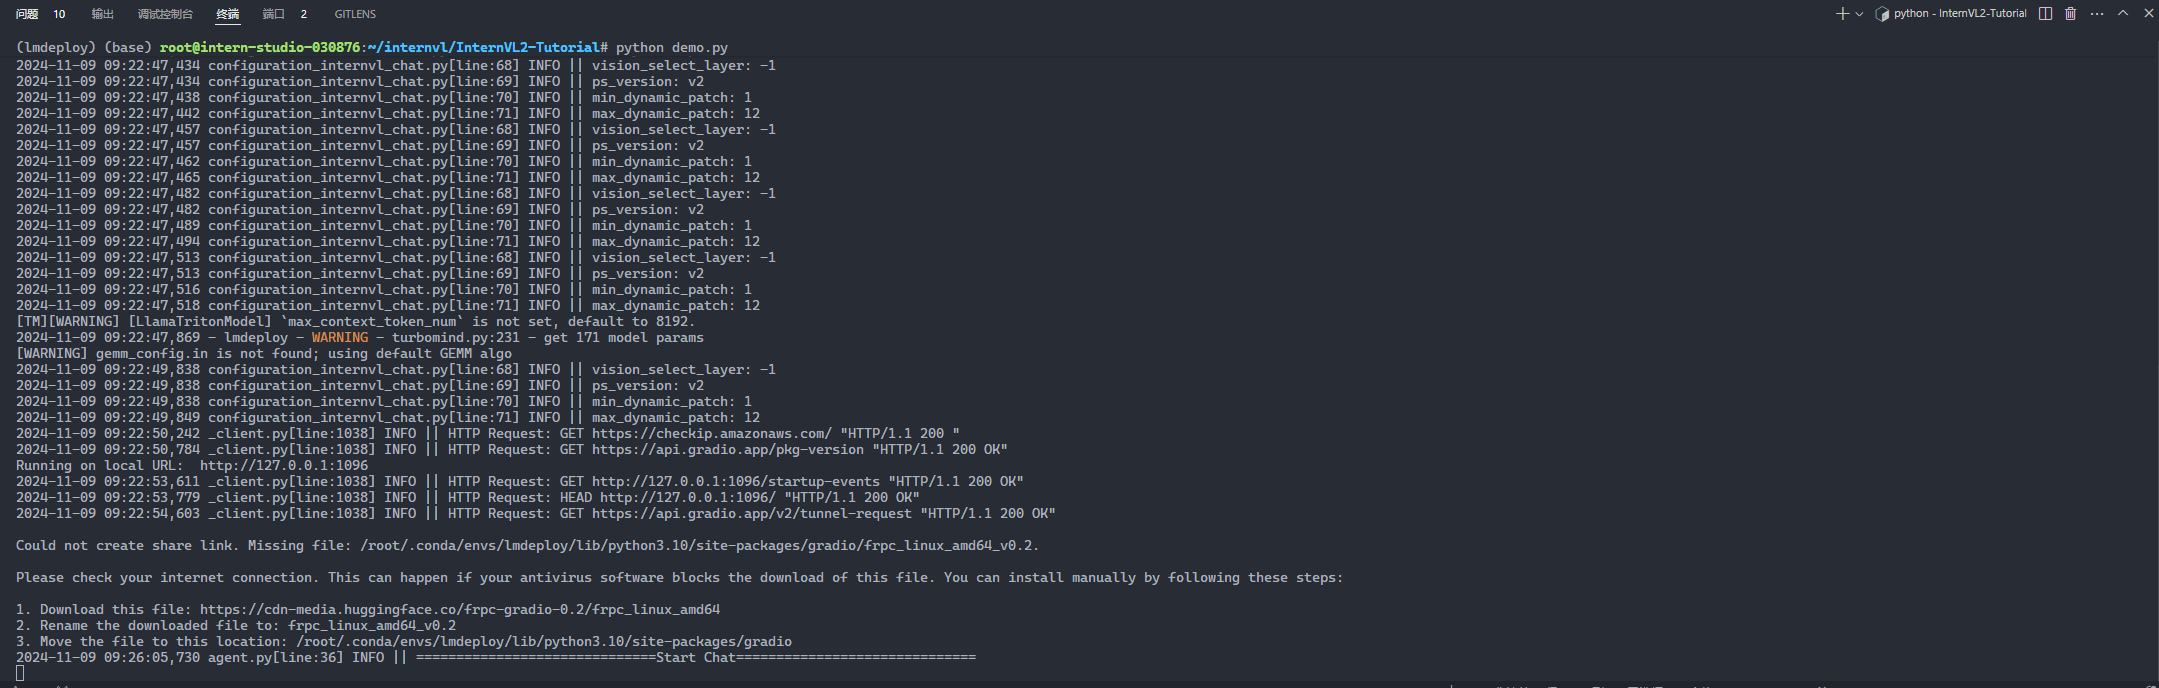 问题 10 输出 调试控制台 终端 端口 2 GITLENS
python - InternVL2-Tutorial
(lmdeploy) (base) root@intern-studio-030876:~/internvl/InternVL2-Tutorial# python demo.py
2024-11-09 09:22:47,434 configuration_internvl_chat.py[line:68] INFO || vision_select_layer: -1
2024-11-09 09:22:47,434 configuration_internvl_chat.py[line:69] INFO || ps_version: v2
2024-11-09 09:22:47,438 configuration_internvl_chat.py[line:70] INFO || min_dynamic_patch: 1
2024-11-09 09:22:47,442 configuration_internvl_chat.py[line:71] INFO || max_dynamic_patch: 12
2024-11-09 09:22:47,457 configuration_internvl_chat.py[line:68] INFO || vision_select_layer: -1
2024-11-09 09:22:47,457 configuration_internvl_chat.py[line:69] INFO || ps_version: v2
2024-11-09 09:22:47,462 configuration_internvl_chat.py[line:70] INFO || min_dynamic_patch: 1
2024-11-09 09:22:47,465 configuration_internvl_chat.py[line:71] INFO || max_dynamic_patch: 12
2024-11-09 09:22:47,482 configuration_internvl_chat.py[line:68] INFO || vision_select_layer: -1
2024-11-09 09:22:47,482 configuration_internvl_chat.py[line:69] INFO || ps_version: v2
2024-11-09 09:22:47,489 configuration_internvl_chat.py[line:70] INFO || min_dynamic_patch: 1
2024-11-09 09:22:47,494 configuration_internvl_chat.py[line:71] INFO || max_dynamic_patch: 12
2024-11-09 09:22:47,513 configuration_internvl_chat.py[line:68] INFO || vision_select_layer: -1
2024-11-09 09:22:47,513 configuration_internvl_chat.py[line:69] INFO || ps_version: v2
2024-11-09 09:22:47,516 configuration_internvl_chat.py[line:70] INFO || min_dynamic_patch: 1
2024-11-09 09:22:47,518 configuration_internvl_chat.py[line:71] INFO || max_dynamic_patch: 12
[TM][WARNING] [LlamaTritonModel] `max_context_token_num` is not set, default to 8192.
2024-11-09 09:22:47,869 - lmdeploy - WARNING - turbomind.py:231 - get 171 model params
[WARNING] gemm_config.in is not found; using default GEMM algo
2024-11-09 09:22:49,838 configuration_internvl_chat.py[line:68] INFO || vision_select_layer: -1
2024-11-09 09:22:49,838 configuration_internvl_chat.py[line:69] INFO || ps_version: v2
2024-11-09 09:22:49,838 configuration_internvl_chat.py[line:70] INFO || min_dynamic_patch: 1
2024-11-09 09:22:49,849 configuration_internvl_chat.py[line:71] INFO || max_dynamic_patch: 12
2024-11-09 09:22:50,242 _client.py[line:1038] INFO || HTTP Request: GET https://checkip.amazonaws.com/ "HTTP/1.1 200 "
2024-11-09 09:22:50,784 _client.py[line:1038] INFO || HTTP Request: GET https://api.gradio.app/pkg-version "HTTP/1.1 200 OK"
Running on local URL:  http://127.0.0.1:1096
2024-11-09 09:22:53,611 _client.py[line:1038] INFO || HTTP Request: GET http://127.0.0.1:1096/startup-events "HTTP/1.1 200 OK"
2024-11-09 09:22:53,779 _client.py[line:1038] INFO || HTTP Request: HEAD http://127.0.0.1:1096/ "HTTP/1.1 200 OK"
2024-11-09 09:22:54,603 _client.py[line:1038] INFO || HTTP Request: GET https://api.gradio.app/v2/tunnel-request "HTTP/1.1 200 OK"
Could not create share link. Missing file: /root/.conda/envs/lmdeploy/lib/python3.10/site-packages/gradio/frpc_linux_amd64_v0.2.
Please check your internet connection. This can happen if your antivirus software blocks the download of this file. You can install manually by following these steps:
1. Download this file: https://cdn-media.huggingface.co/frpc-gradio-0.2/frpc_linux_amd64
2. Rename the downloaded file to: frpc_linux_amd64_v0.2
3. Move the file to this location: /root/.conda/envs/lmdeploy/lib/python3.10/site-packages/gradio
2024-11-09 09:26:05,730 agent.py[line:36] INFO || ==============================Start Chat==============================